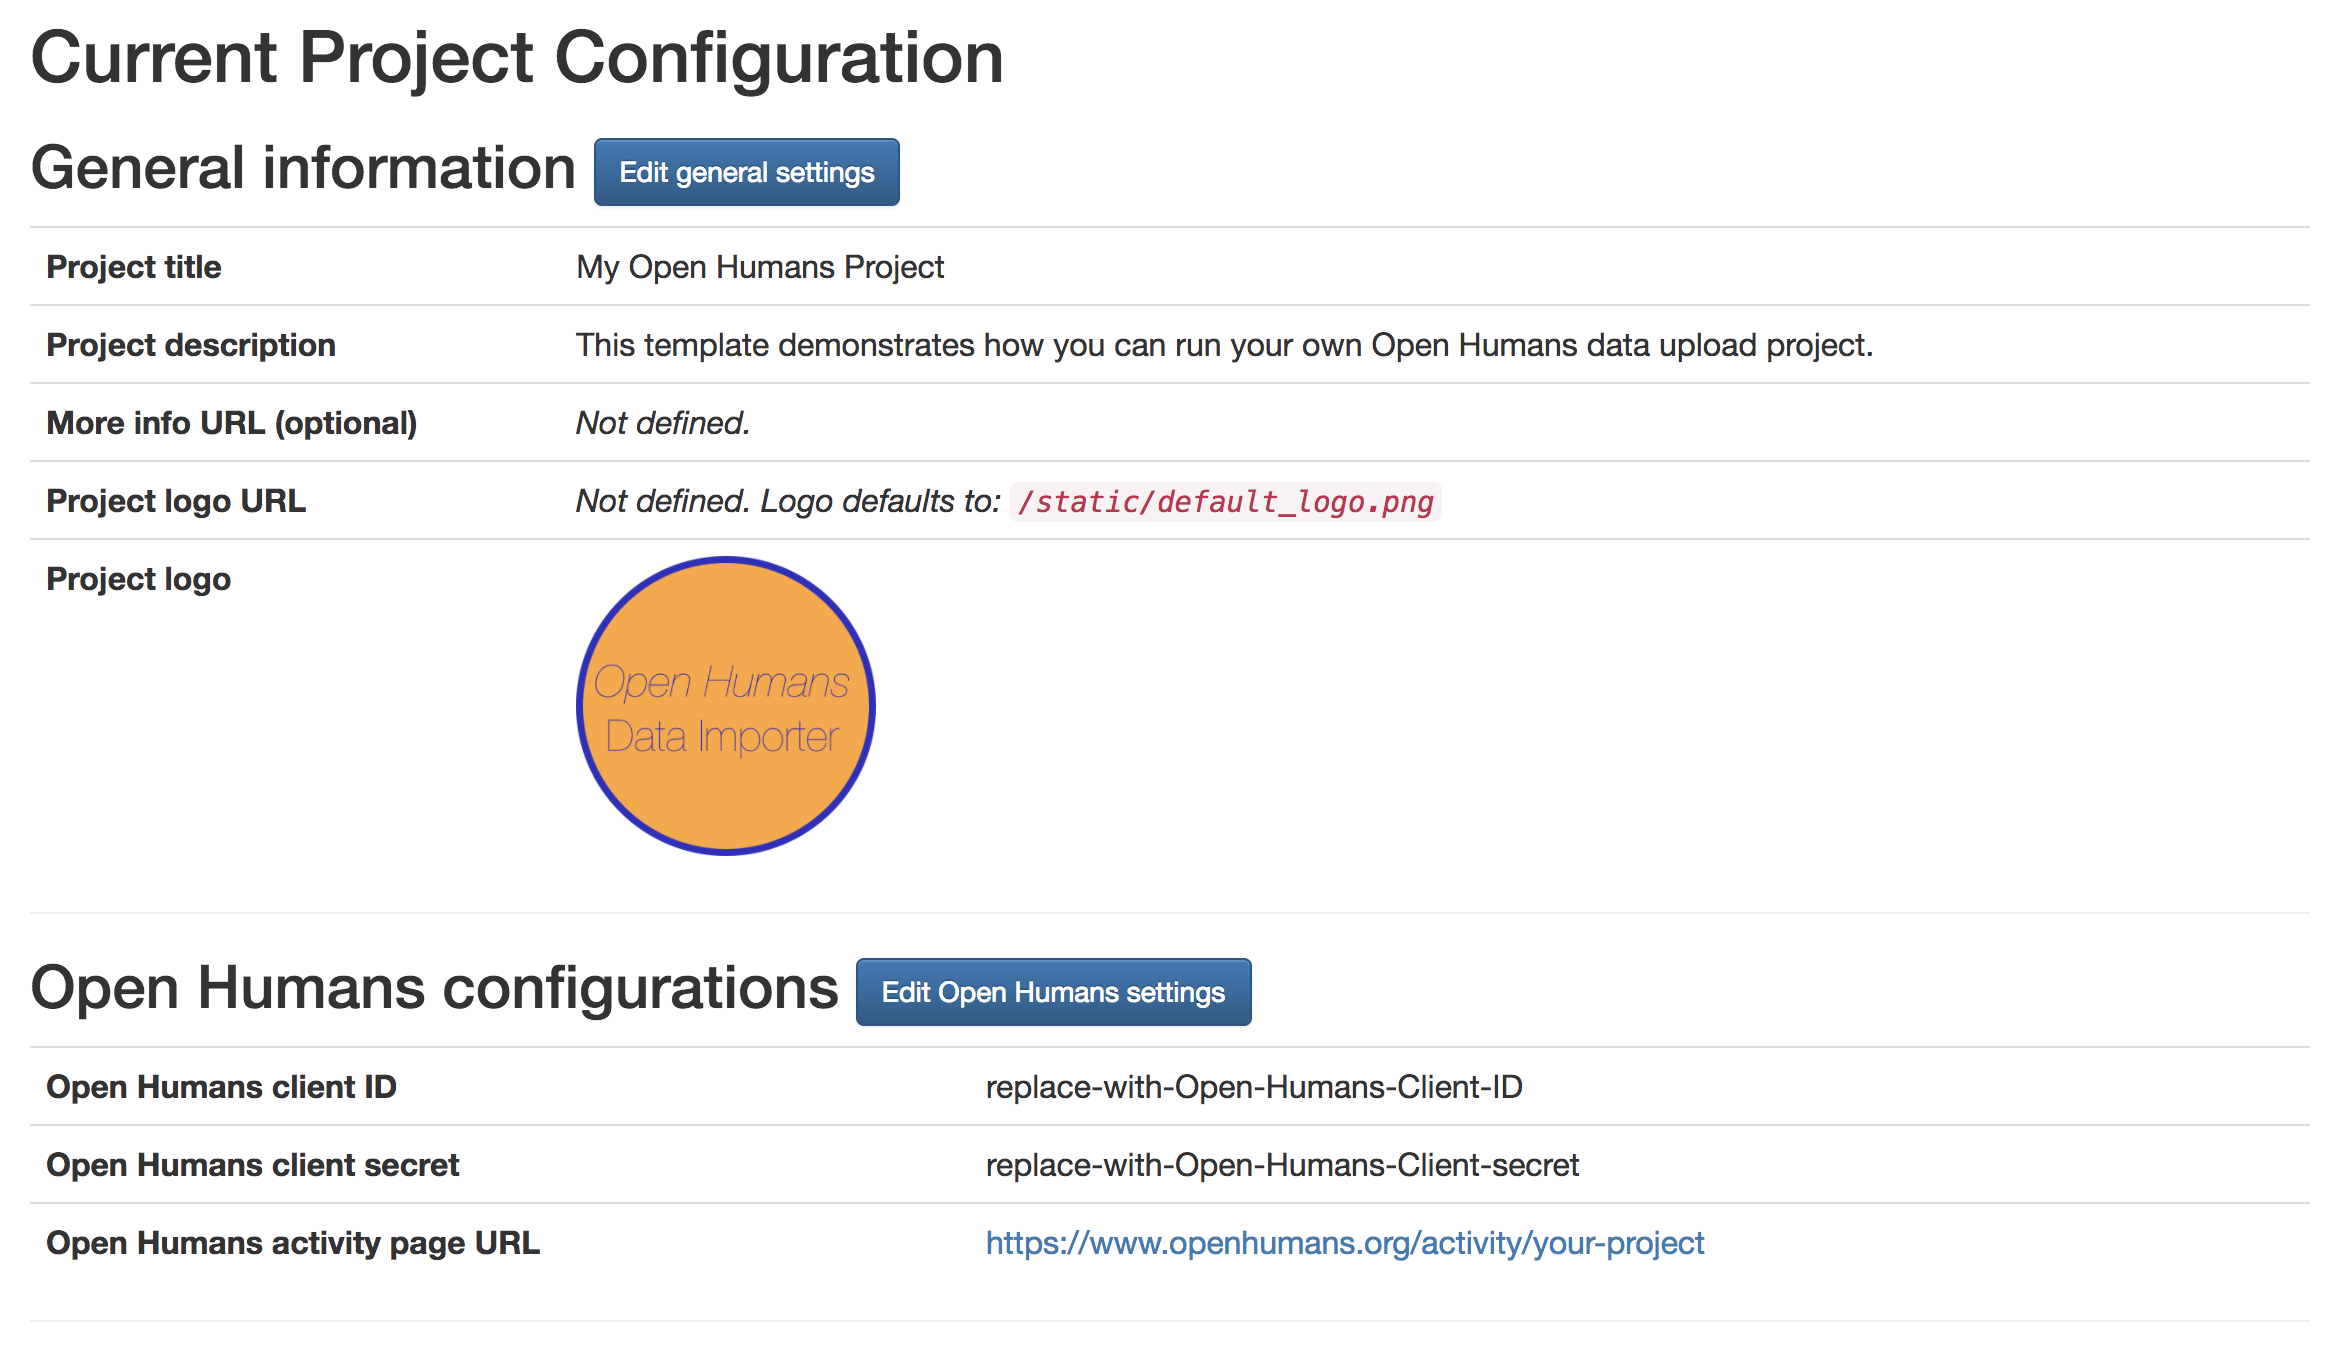 Current Project Configuration
General information Edit general settings
Project title My Open Humans Project
Project description This template demonstrates how you can run your own Open Humans data upload project.
More info URL (optional) Not defined.
Project logo URL Not defined. Logo defaults to: /static/default_logo.png
Project logo
Open Humans
Data Importer
Open Humans configurations Edit Open Humans settings
Open Humans client ID replace-with-Open-Humans-Client-ID
Open Humans client secret replace-with-Open-Humans-Client-secret
Open Humans activity page URL https://www.openhumans.org/activity/your-project